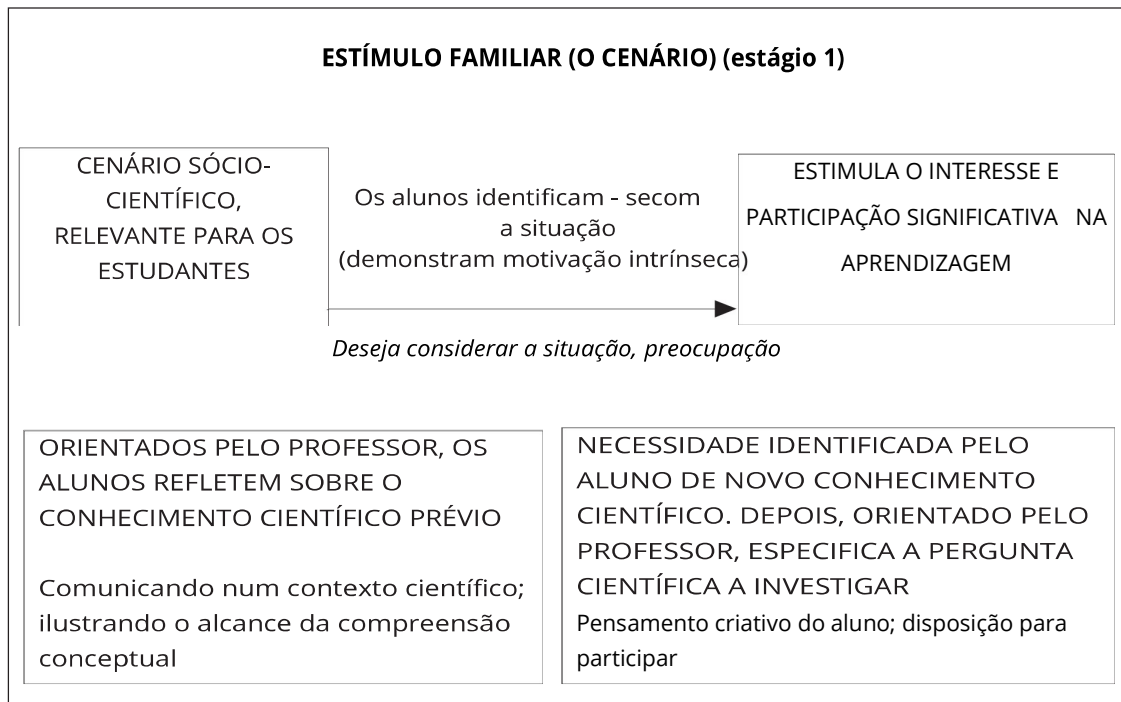 ESTÍMULO FAMILIAR (O CENÁRIO) (estágio 1)
CENÁRIO SÓCIO-
CIENTÍFICO,
RELEVANTE PARA OS
ESTUDANTES
Os alunos identificam - secom
a situação
(demonstram motivação intrínseca)
Deseja considerar a situação, preocupação
ESTIMULA O INTERESSE E
PARTICIPAÇÃO SIGNIFICATIVA NA
APRENDIZAGEM
ORIENTADOS PELO PROFESSOR, OS
ALUNOS REFLETEM SOBRE O
CONHECIMENTO CIENTÍFICO PRÉVIO
Comunicando num contexto científico;
ilustrando o alcance da compreensão
conceptual
NECESSIDADE IDENTIFICADA PELO
ALUNO DE NOVO CONHECIMENTO
CIENTÍFICO. DEPOIS, ORIENTADO PELO
PROFESSOR, ESPECIFICA A PERGUNTA
CIENTÍFICA A INVESTIGAR
Pensamento criativo do aluno; disposição para
participar